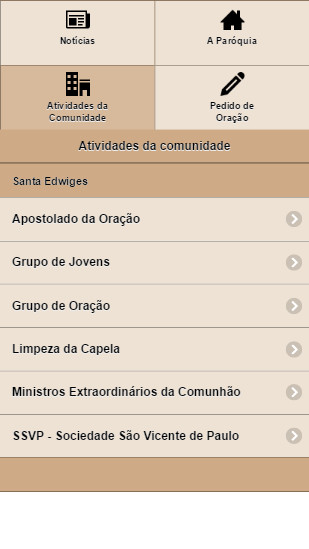 Notícias
A Paróquia
Atividades da
Comunidade
Pedido de
Oração
Atividades da comunidade
Santa Edwiges
Apostolado da Oração
Grupo de Jovens
Grupo de Oração
Limpeza da Capela
Ministros Extraordinários da Comunhão
SSVP - Sociedade São Vicente de Paulo